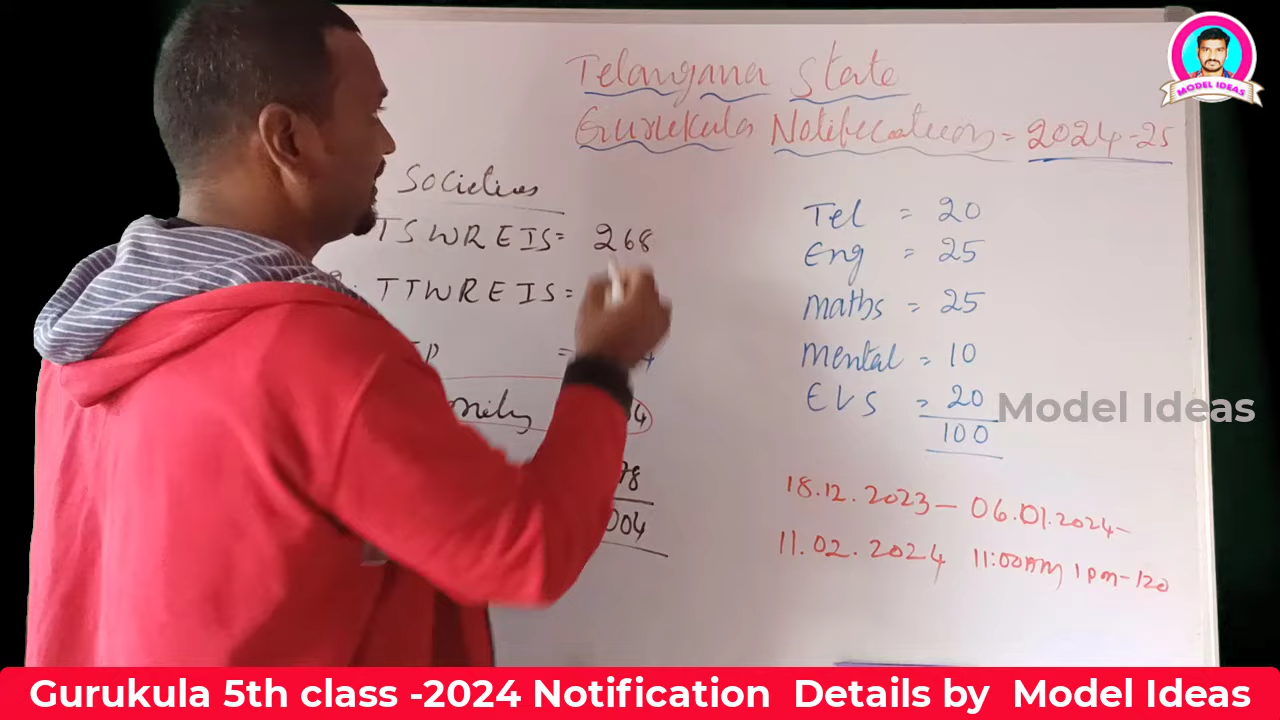 Telangana State
Gurukula Notification = 2024-25
Societies
TSWREIS = 268
TTWREIS =
=
100
004
Tel = 20
Eng = 25
Maths = 25
Mental = 10
EVS = 20
100
18.12.2023 - 06.01.2024-
11.02.2024 11:00AM 1pm-120
MODEL IDEAS
Model Ideas
Gurukula 5th class -2024 Notification Details by Model Ideas